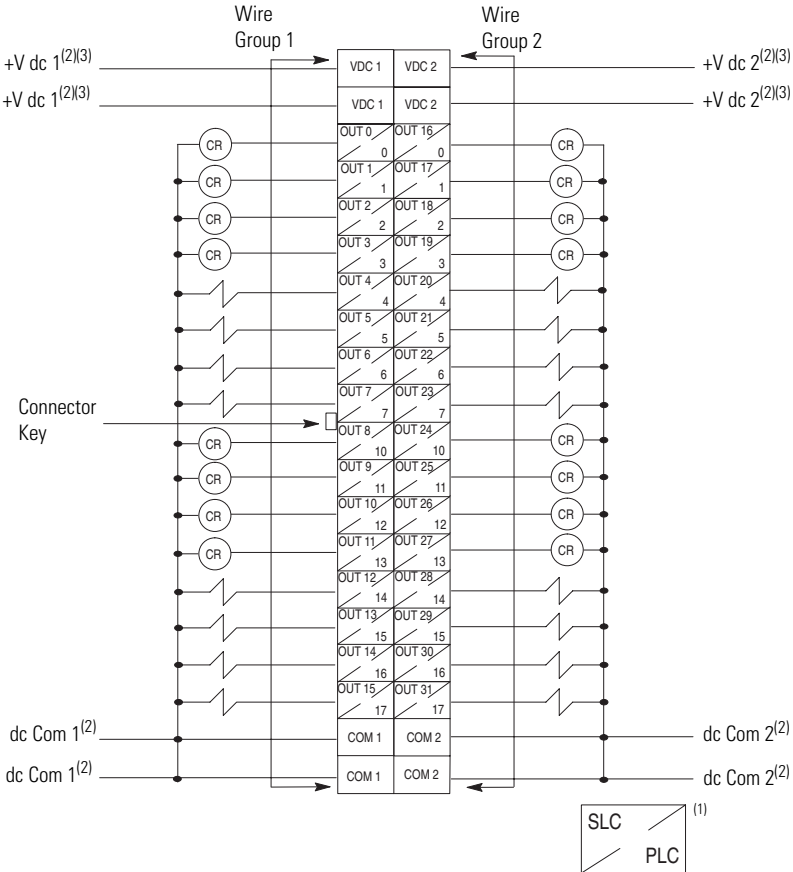 Wire Group 1
Wire Group 2
+V dc 1(2)(3) VDC 1 VDC 2 +V dc 2(2)(3)
+V dc 1(2)(3) VDC 1 VDC 2 +V dc 2(2)(3)
CR OUT 0 0 OUT 16 0 CR
CR OUT 1 1 OUT 17 1 CR
CR OUT 2 2 OUT 18 2 CR
CR OUT 3 3 OUT 19 3 CR
OUT 4 4 OUT 20 4
OUT 5 5 OUT 21 5
OUT 6 6 OUT 22 6
OUT 7 7 OUT 23 7
Connector
Key
CR OUT 8 10 OUT 24 10 CR
CR OUT 9 11 OUT 25 11 CR
CR OUT 10 12 OUT 26 12 CR
CR OUT 11 13 OUT 27 13 CR
OUT 12 14 OUT 28 14
OUT 13 15 OUT 29 15
OUT 14 16 OUT 30 16
OUT 15 17 OUT 31 17
dc Com 1(2) COM 1 COM 2 dc Com 2(2)
dc Com 1(2) COM 1 COM 2 dc Com 2(2)
SLC (1)
PLC